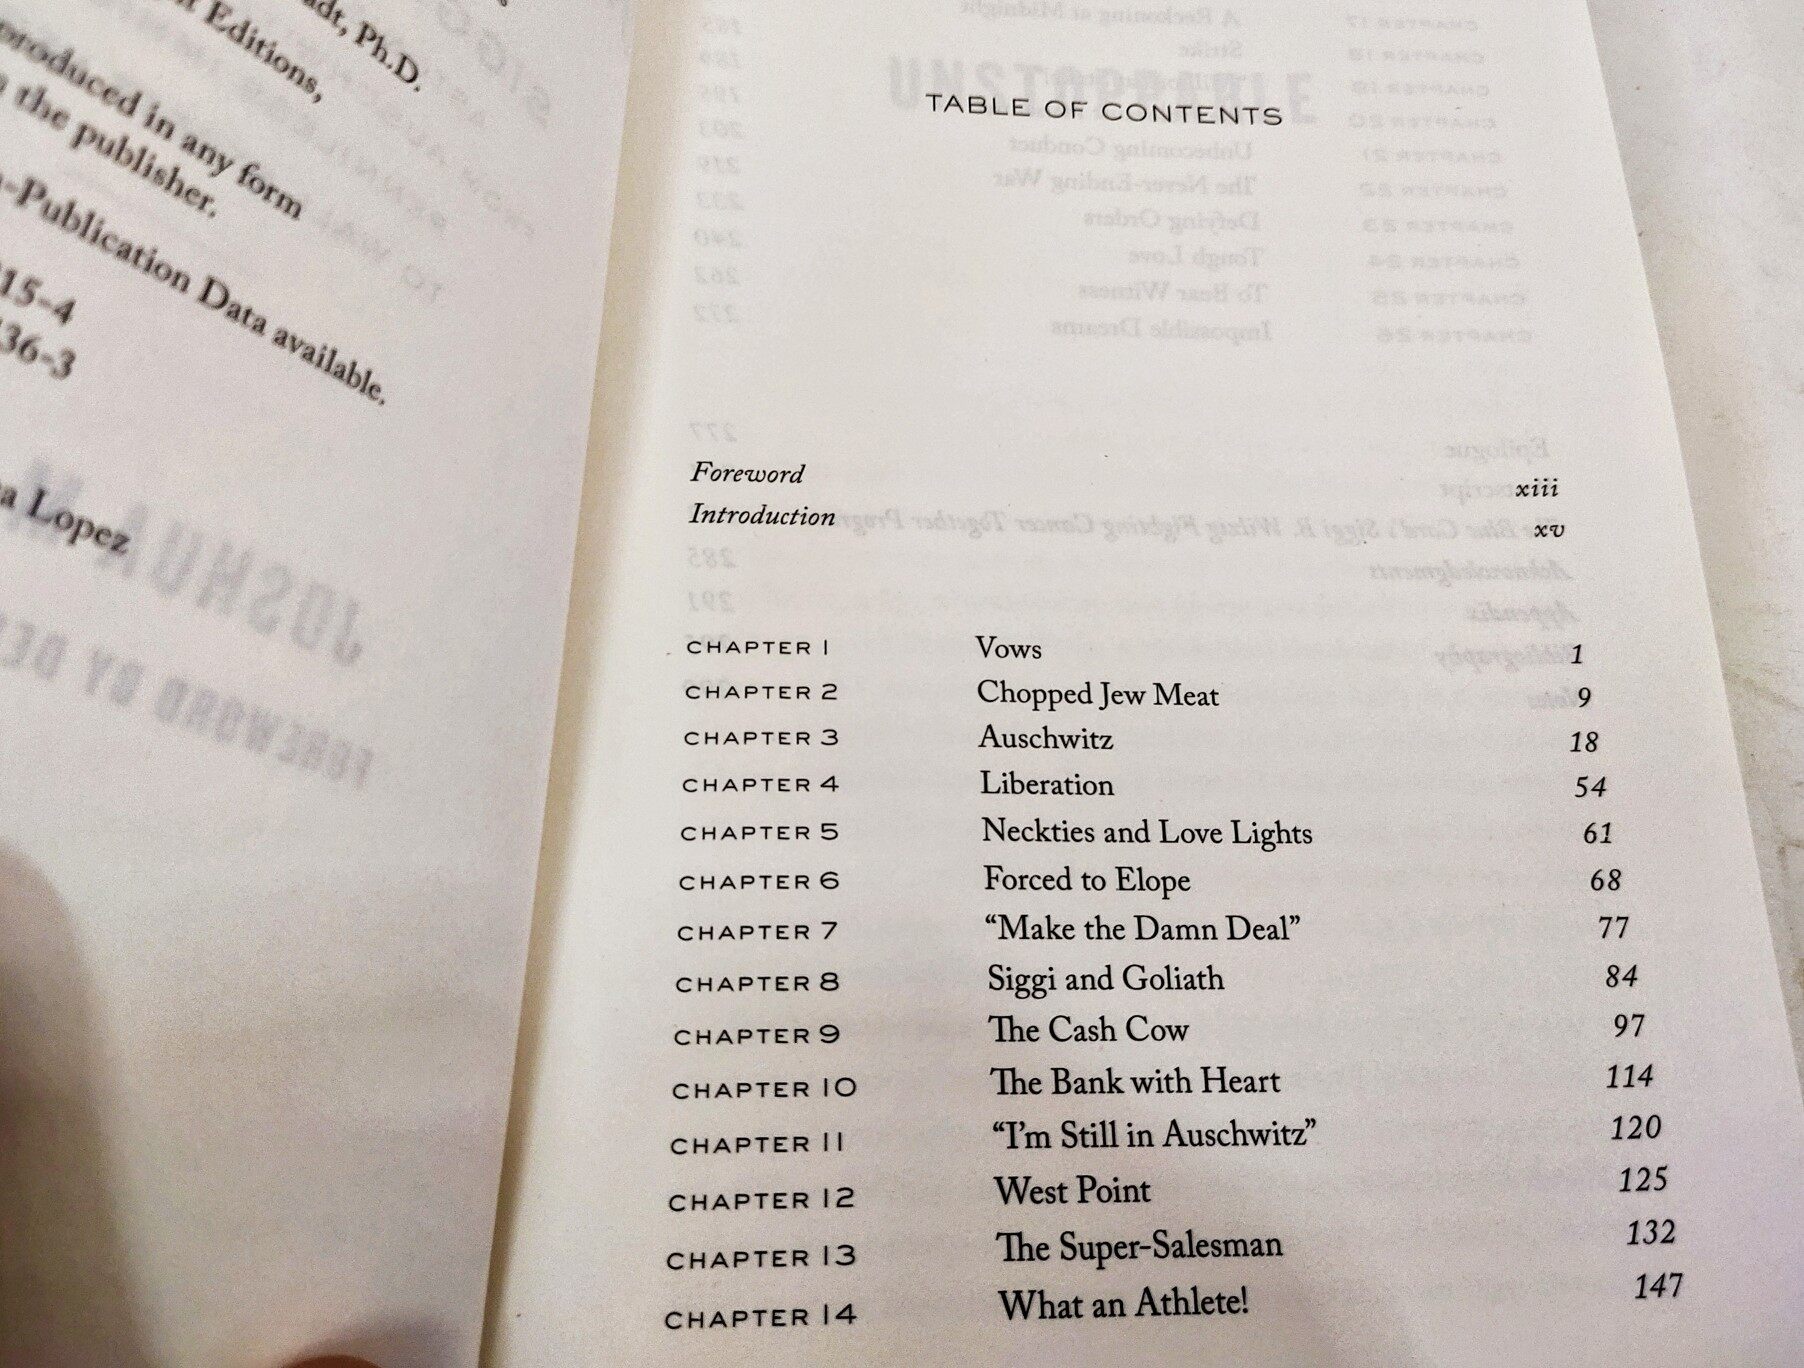 dt, Ph.D.
Editions,
produced in any form
the publisher.
-Publication Data available.
15-4
36-3
a Lopez
TABLE OF CONTENTS
Foreword xiii
Introduction xv
CHAPTER 1 Vows 1
CHAPTER 2 Chopped Jew Meat 9
CHAPTER 3 Auschwitz 18
CHAPTER 4 Liberation 54
CHAPTER 5 Neckties and Love Lights 61
CHAPTER 6 Forced to Elope 68
CHAPTER 7 “Make the Damn Deal” 77
CHAPTER 8 Siggi and Goliath 84
CHAPTER 9 The Cash Cow 97
CHAPTER 10 The Bank with Heart 114
CHAPTER 11 “I’m Still in Auschwitz” 120
CHAPTER 12 West Point 125
CHAPTER 13 The Super-Salesman 132
CHAPTER 14 What an Athlete! 147